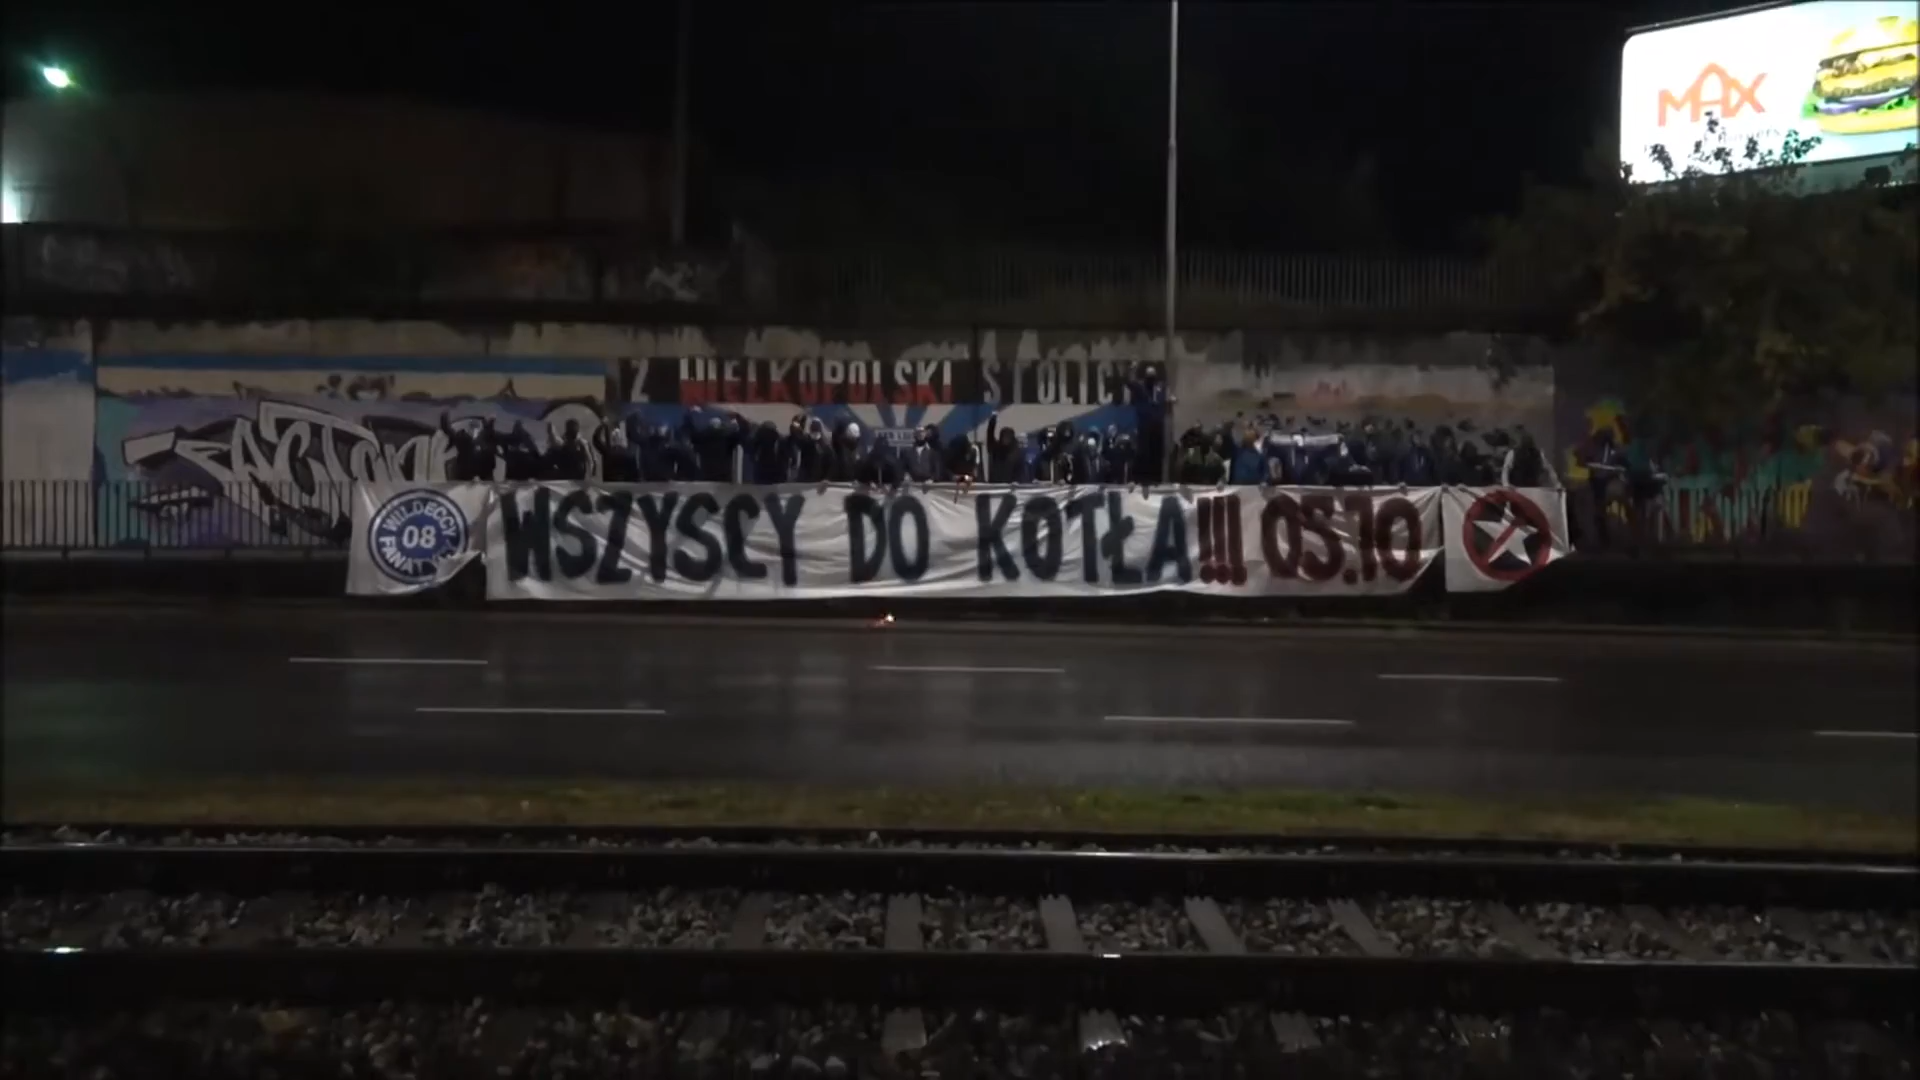 MAX
Z WIELKOPOLSKI STOLICY
WILDECCY
08
FANATYCY
WSZYSCY DO KOTŁA!!! 05.10